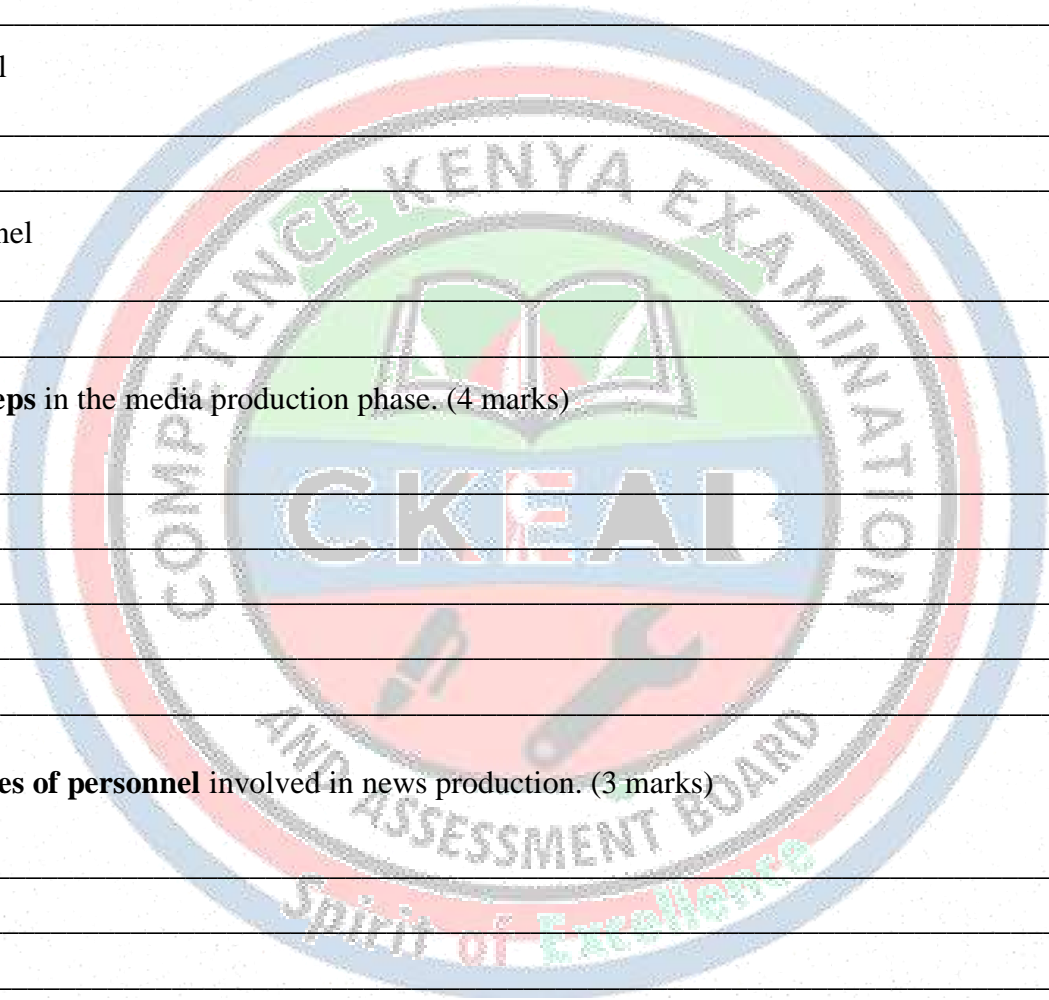 l
nel
eps in the media production phase. (4 marks)
es of personnel involved in news production. (3 marks)
COMPETENCE KENYA EXAMINATION
CKEAB
AND ASSESSMENT BOARD
Spirit of Excellence